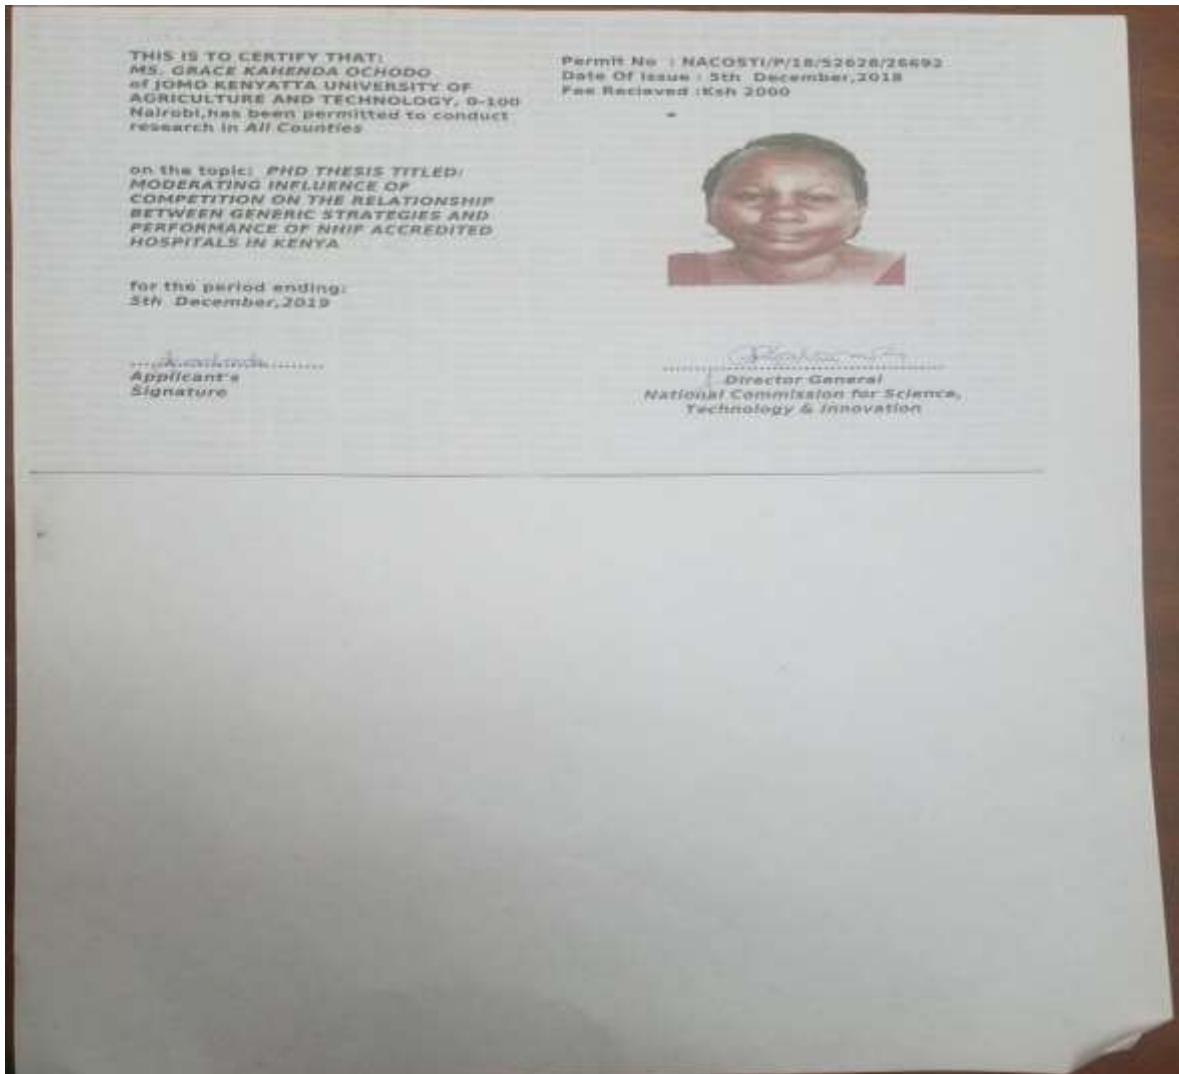 THIS IS TO CERTIFY THAT:
MS. GRACE KAHENDA OCHODO
of JOMO KENYATTA UNIVERSITY OF
AGRICULTURE AND TECHNOLOGY, 0-100
Nairobi,has been permitted to conduct
research in All Counties
on the topic: PHD THESIS TITLED:
MODERATING INFLUENCE OF
COMPETITION ON THE RELATIONSHIP
BETWEEN GENERIC STRATEGIES AND
PERFORMANCE OF NHIF ACCREDITED
HOSPITALS IN KENYA
for the period ending:
5th December,2019
Applicant's
Signature
Permit No : NACOSTI/P/18/52628/26692
Date Of Issue : 5th December,2018
Fee Recieved :Ksh 2000
Director General
National Commission for Science,
Technology & Innovation